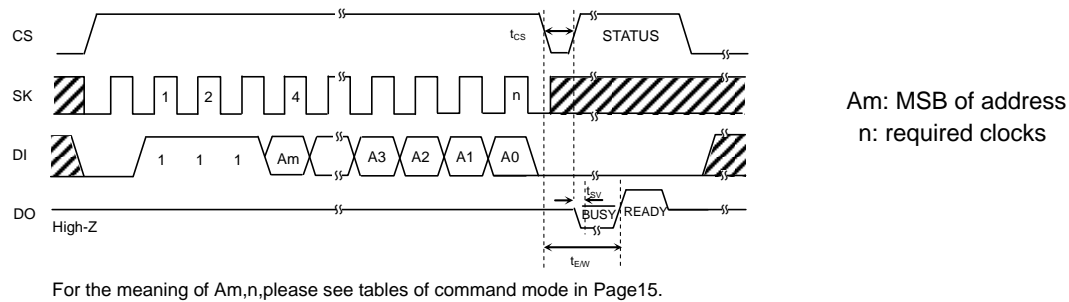 CS
tCS
STATUS
SK
1 2 4 n
Am: MSB of address
n: required clocks
DI
1 1 1 Am A3 A2 A1 A0
tSV
DO
BUSY READY
High-Z
tE/W
For the meaning of Am,n,please see tables of command mode in Page15.